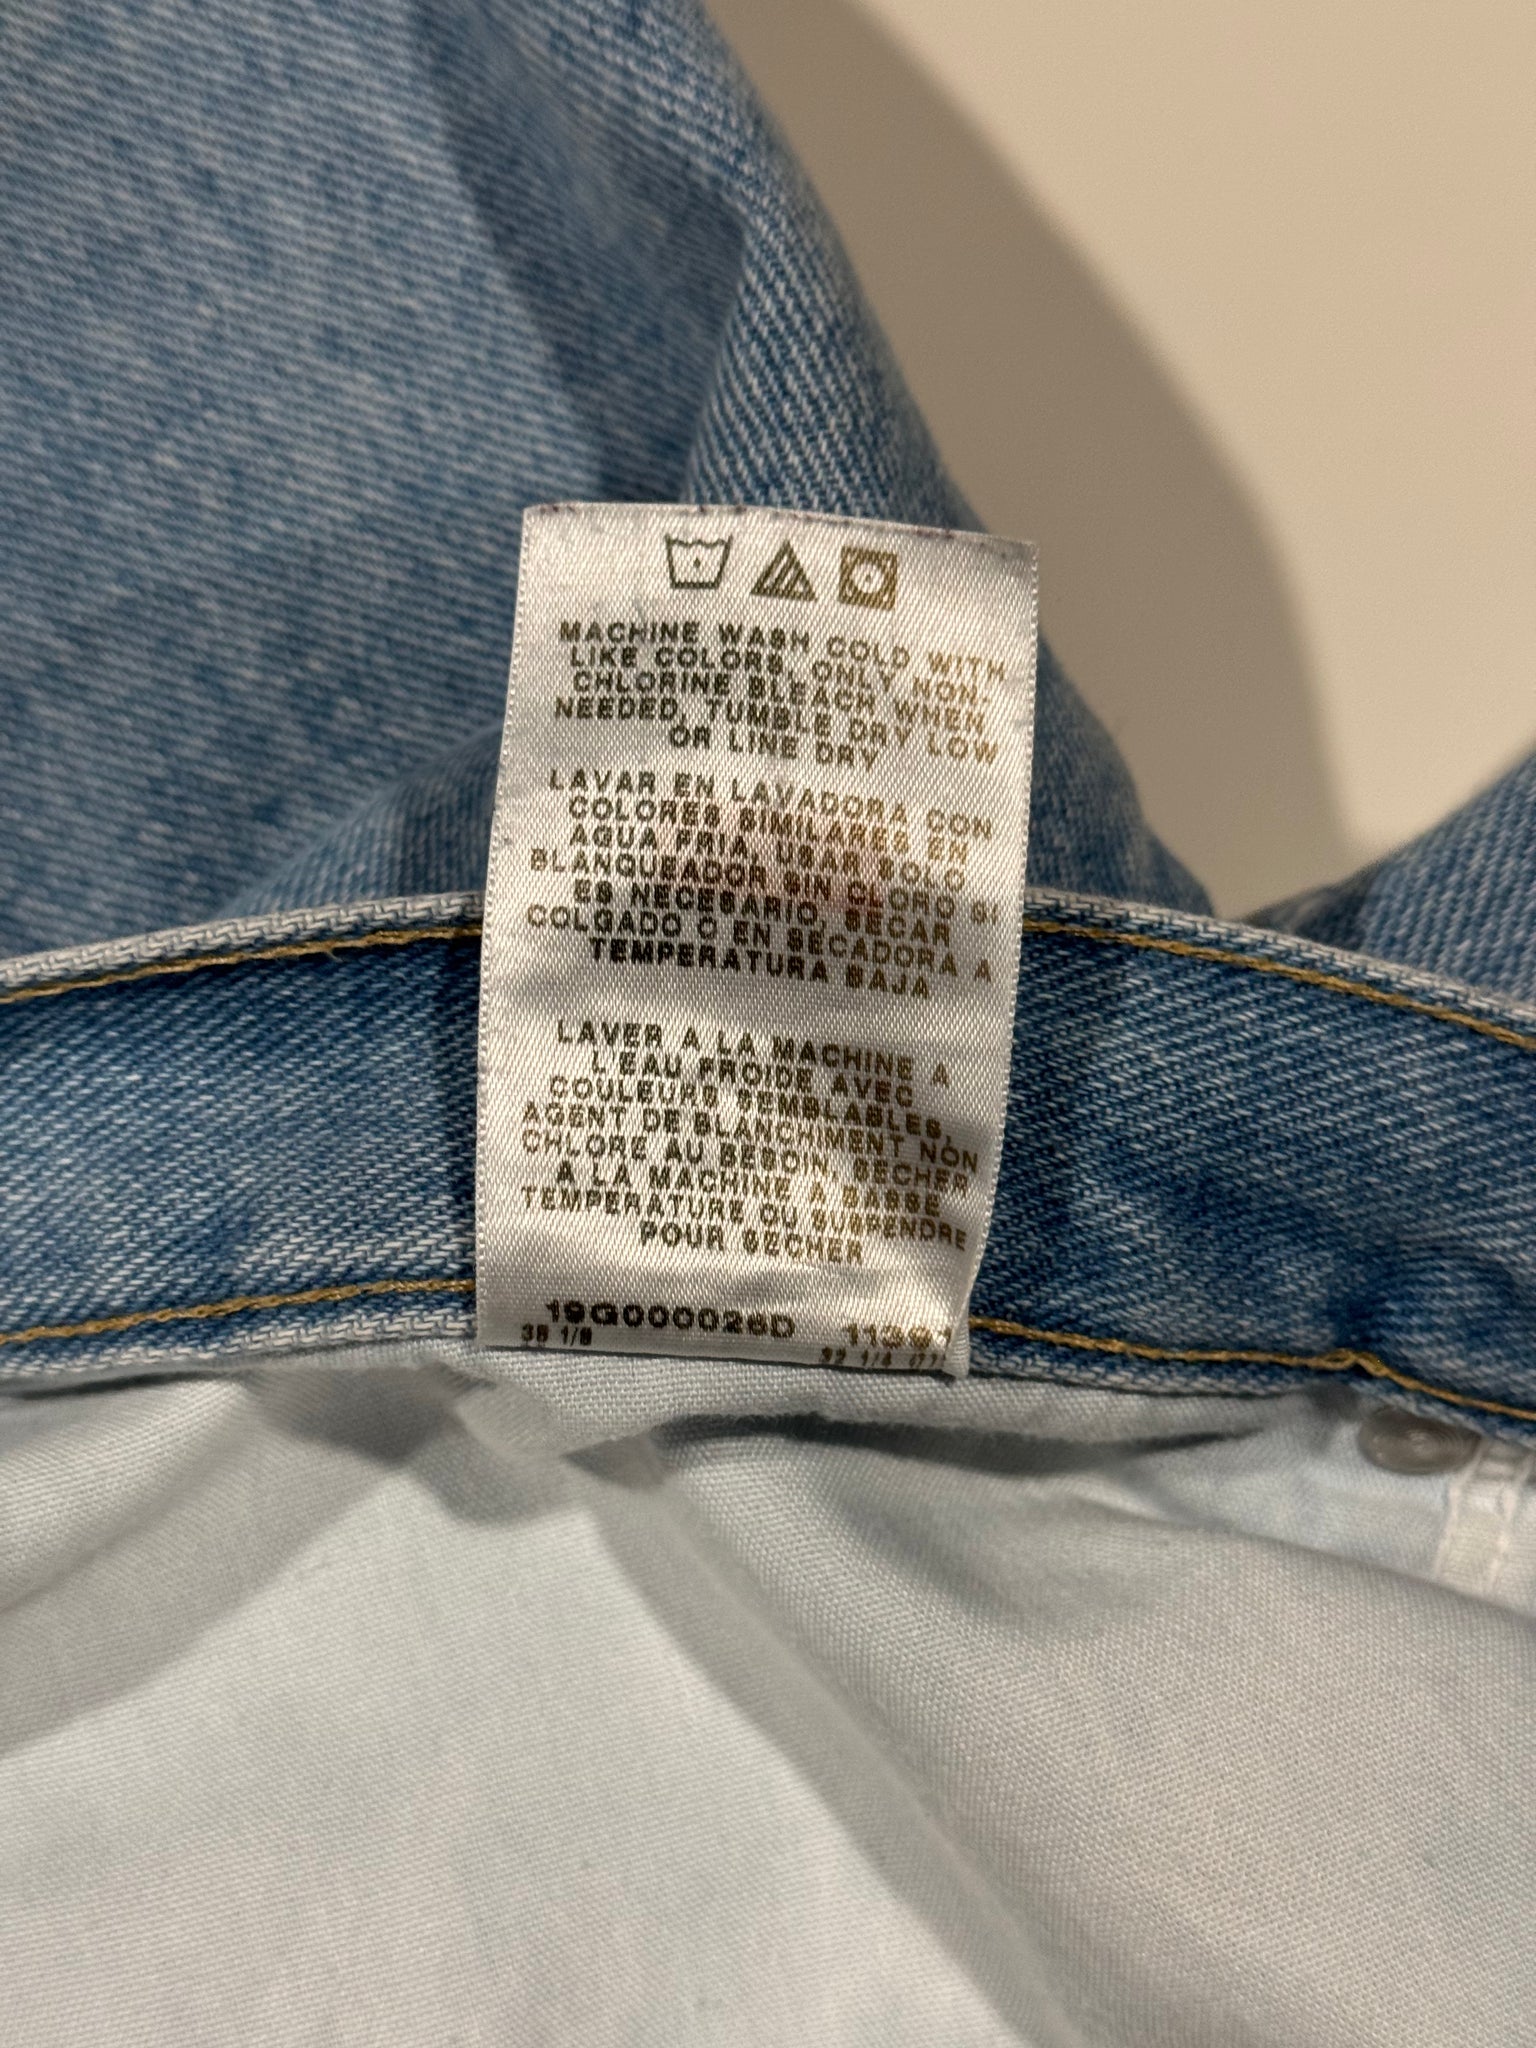 MACHINE WASH COLD WITH
LIKE COLORS, ONLY NON-
CHLORINE BLEACH WHEN
NEEDED, TUMBLE DRY LOW
OR LINE DRY
LAVAR EN LAVADORA CON
COLORES SIMILARES EN
AGUA FRIA, USAR SOLO
BLANQUEADOR SIN CLORO SI
ES NECESARIO, SECAR
COLGADO O EN SECADORA A
TEMPERATURA BAJA
LAVER A LA MACHINE A
L'EAU FROIDE AVEC
COULEURS SEMBLABLES,
AGENT DE BLANCHIMENT NON
CHLORE AU BESOIN, SECHER
A LA MACHINE A BASSE
TEMPERATURE OU SUSPENDRE
POUR SECHER
19G000026D
32 1/4